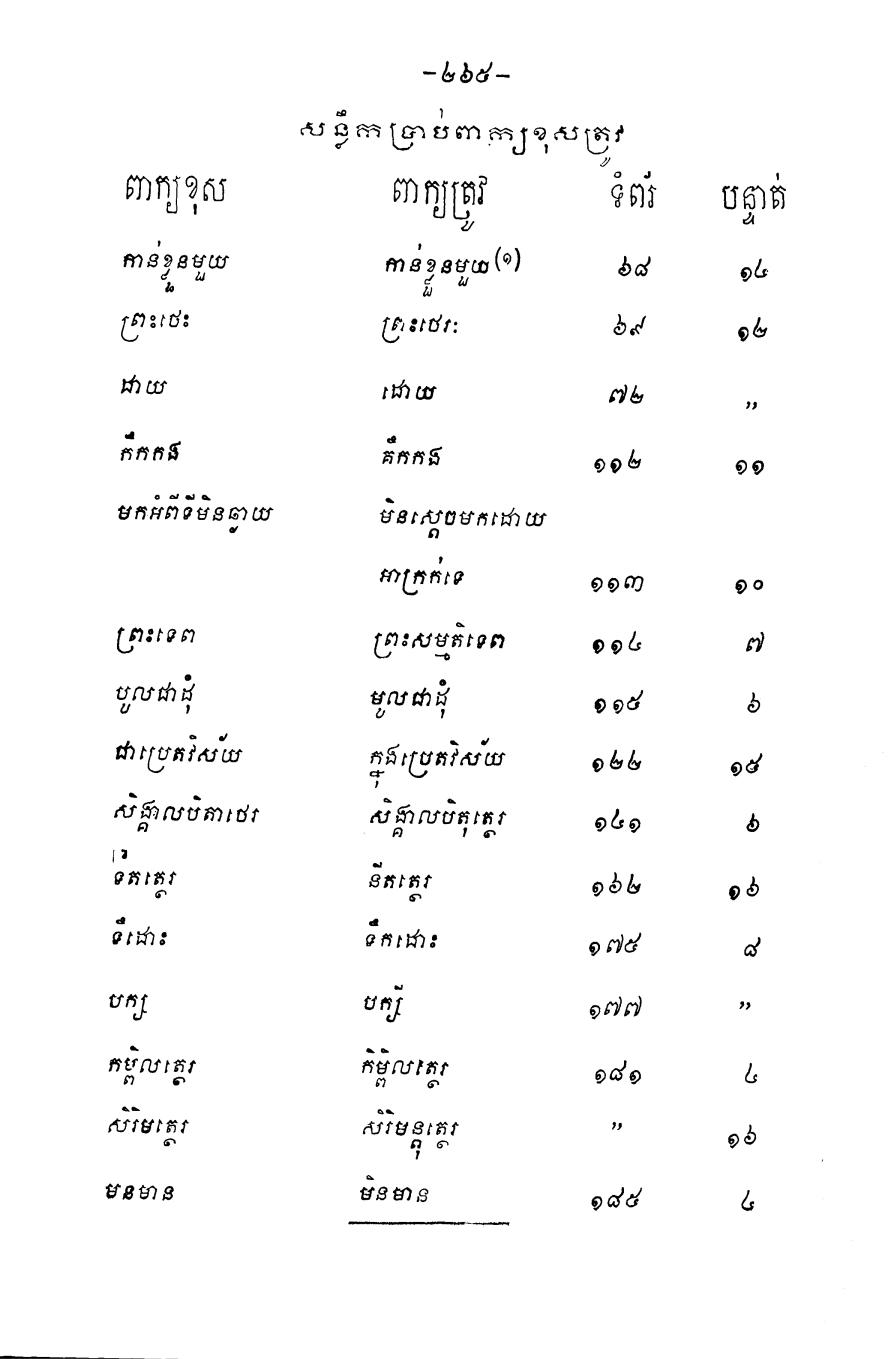 -២៦៥-
សន្លឹកប្រាប់ពាក្យខុសត្រូវ
ពាក្យខុស ពាក្យត្រូវ ទំព័រ បន្ទាត់
កាន់ខ្លួនមួយ កាន់ខ្លួនមួយ(១) ៦៨ ១៤
ព្រះថេះ ព្រះថេរៈ ៦៩ ១២
ដាយ ដោយ ៧២ ,,
កឹកកង គឹកកង ១១២ ១១
មកអំពីទីមិនឆ្ងាយ មិនស្ដេចមកដោយ
អាក្រក់ទេ ១១៣ ១០
ព្រះទេព ព្រះសម្មតិទេព ១១៤ ៧
បូលជាដុំ មូលជាដុំ ១១៥ ៦
ជាប្រេតវិស័យ ក្នុងប្រេតវិស័យ ១២២ ១៥
សិង្គាលបិតាថេរ សិង្គាលបិតុត្ថេរ ១៤១ ៦
ទ័តត្ថេរ នីតត្ថេរ ១៦២ ១៦
ទឹដោះ ទឹកដោះ ១៧៥ ៨
បក្ស បក្សី ១៧៧ ,,
កម្ពិលត្ថេរ កិម្ពិលត្ថេរ ១៨១ ៤
សិរិមត្ថេរ សិរិមន្តុត្ថេរ ,, ១៦
មនមាន មិនមាន ១៨៥ ៤